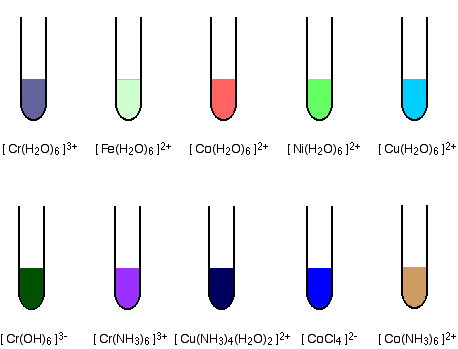 [Cr(H₂O)₆]³⁺ [Fe(H₂O)₆]²⁺ [Co(H₂O)₆]²⁺ [Ni(H₂O)₆]²⁺ [Cu(H₂O)₆]²⁺
[Cr(OH)₆]³⁻ [Cr(NH₃)₆]³⁺ [Cu(NH₃)₄(H₂O)₂]²⁺ [CoCl₄]²⁻ [Co(NH₃)₆]²⁺